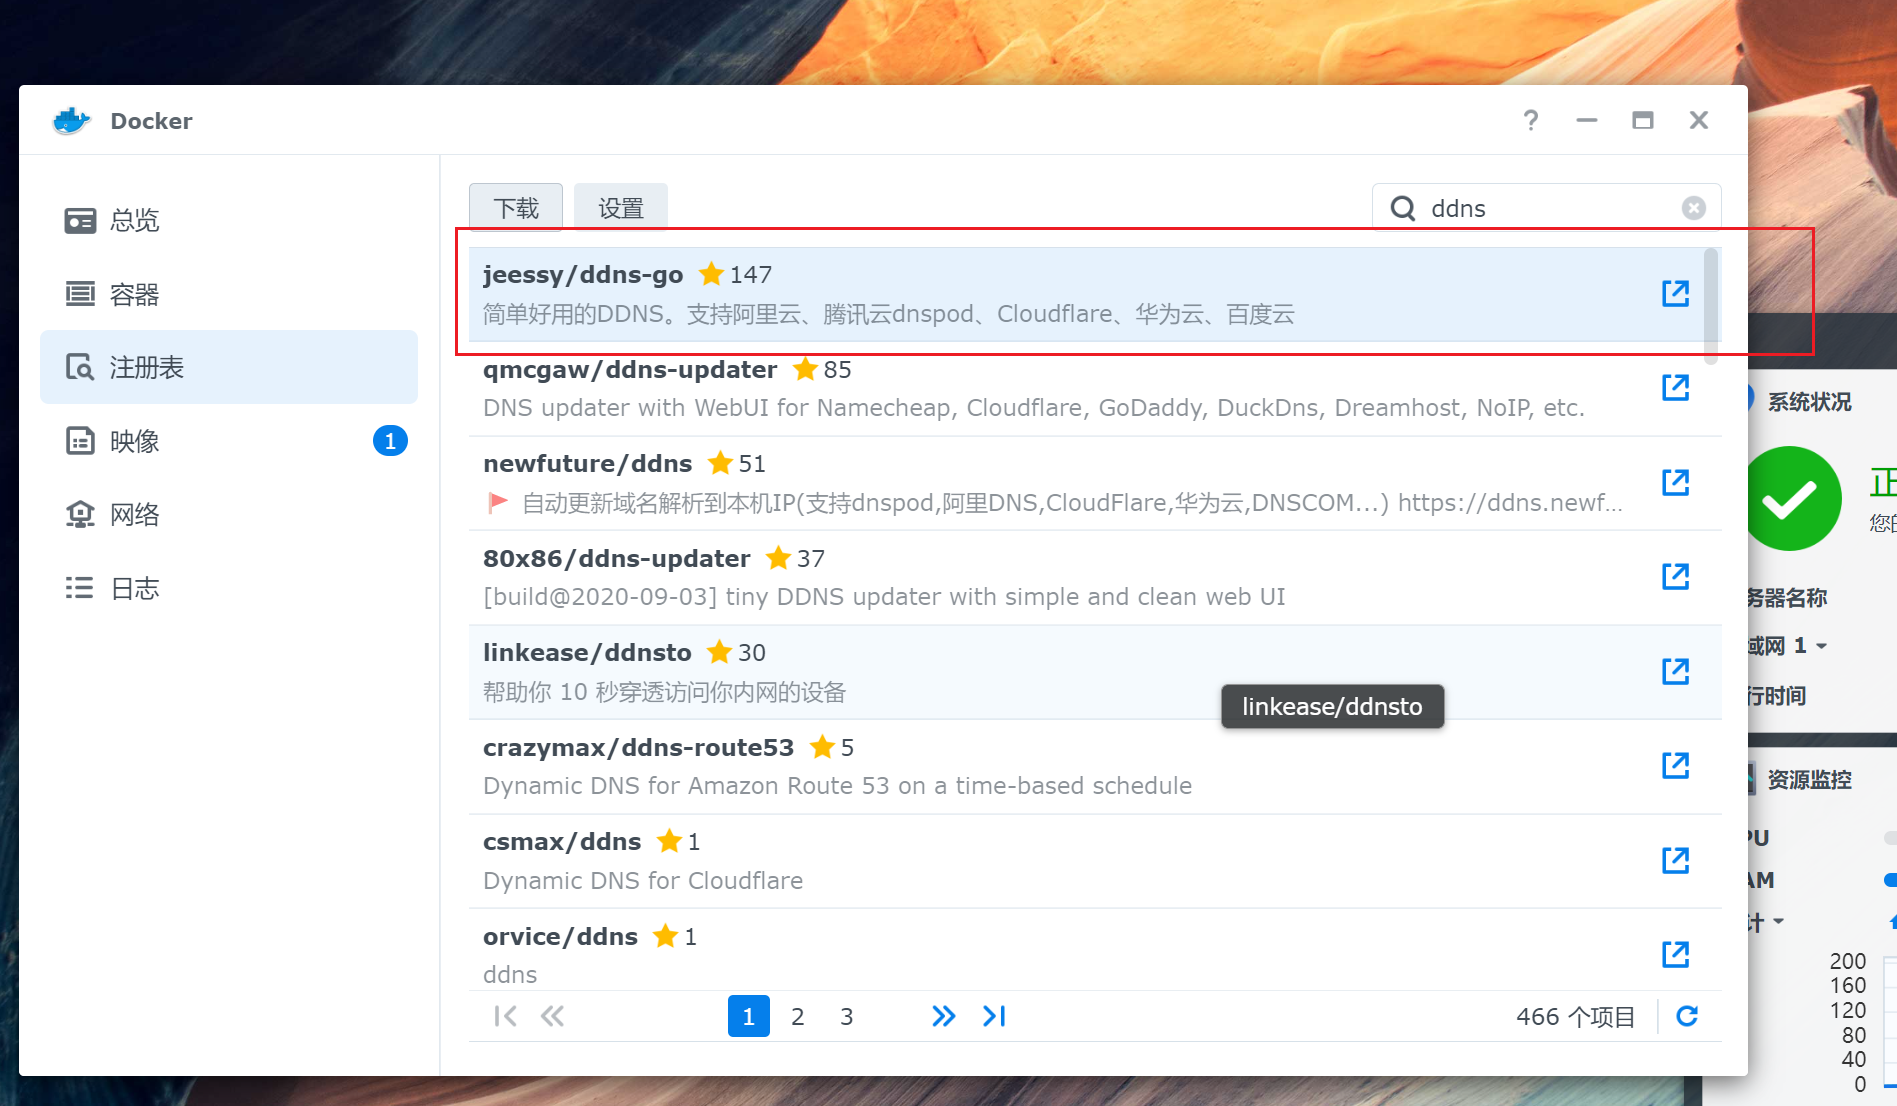 Docker
总览
容器
注册表
映像
1
网络
日志
下载
设置
ddns
jeessy/ddns-go 147
简单好用的DDNS。支持阿里云、腾讯云dnspod、Cloudflare、华为云、百度云
qmcgaw/ddns-updater 85
DNS updater with WebUI for Namecheap, Cloudflare, GoDaddy, DuckDns, Dreamhost, NoIP, etc.
newfuture/ddns 51
自动更新域名解析到本机IP(支持dnspod,阿里DNS,CloudFlare,华为云,DNSCOM...) https://ddns.newf...
80x86/ddns-updater 37
[build@2020-09-03] tiny DDNS updater with simple and clean web UI
linkease/ddnsto 30
帮助你 10 秒穿透访问你内网的设备
linkease/ddnsto
crazymax/ddns-route53 5
Dynamic DNS for Amazon Route 53 on a time-based schedule
csmax/ddns 1
Dynamic DNS for Cloudflare
orvice/ddns 1
ddns
1 2 3
466 个项目
系统状况
正
您的
务器名称
域网 1
行时间
资源监控
PU
AM
计
200
160
120
80
40
0